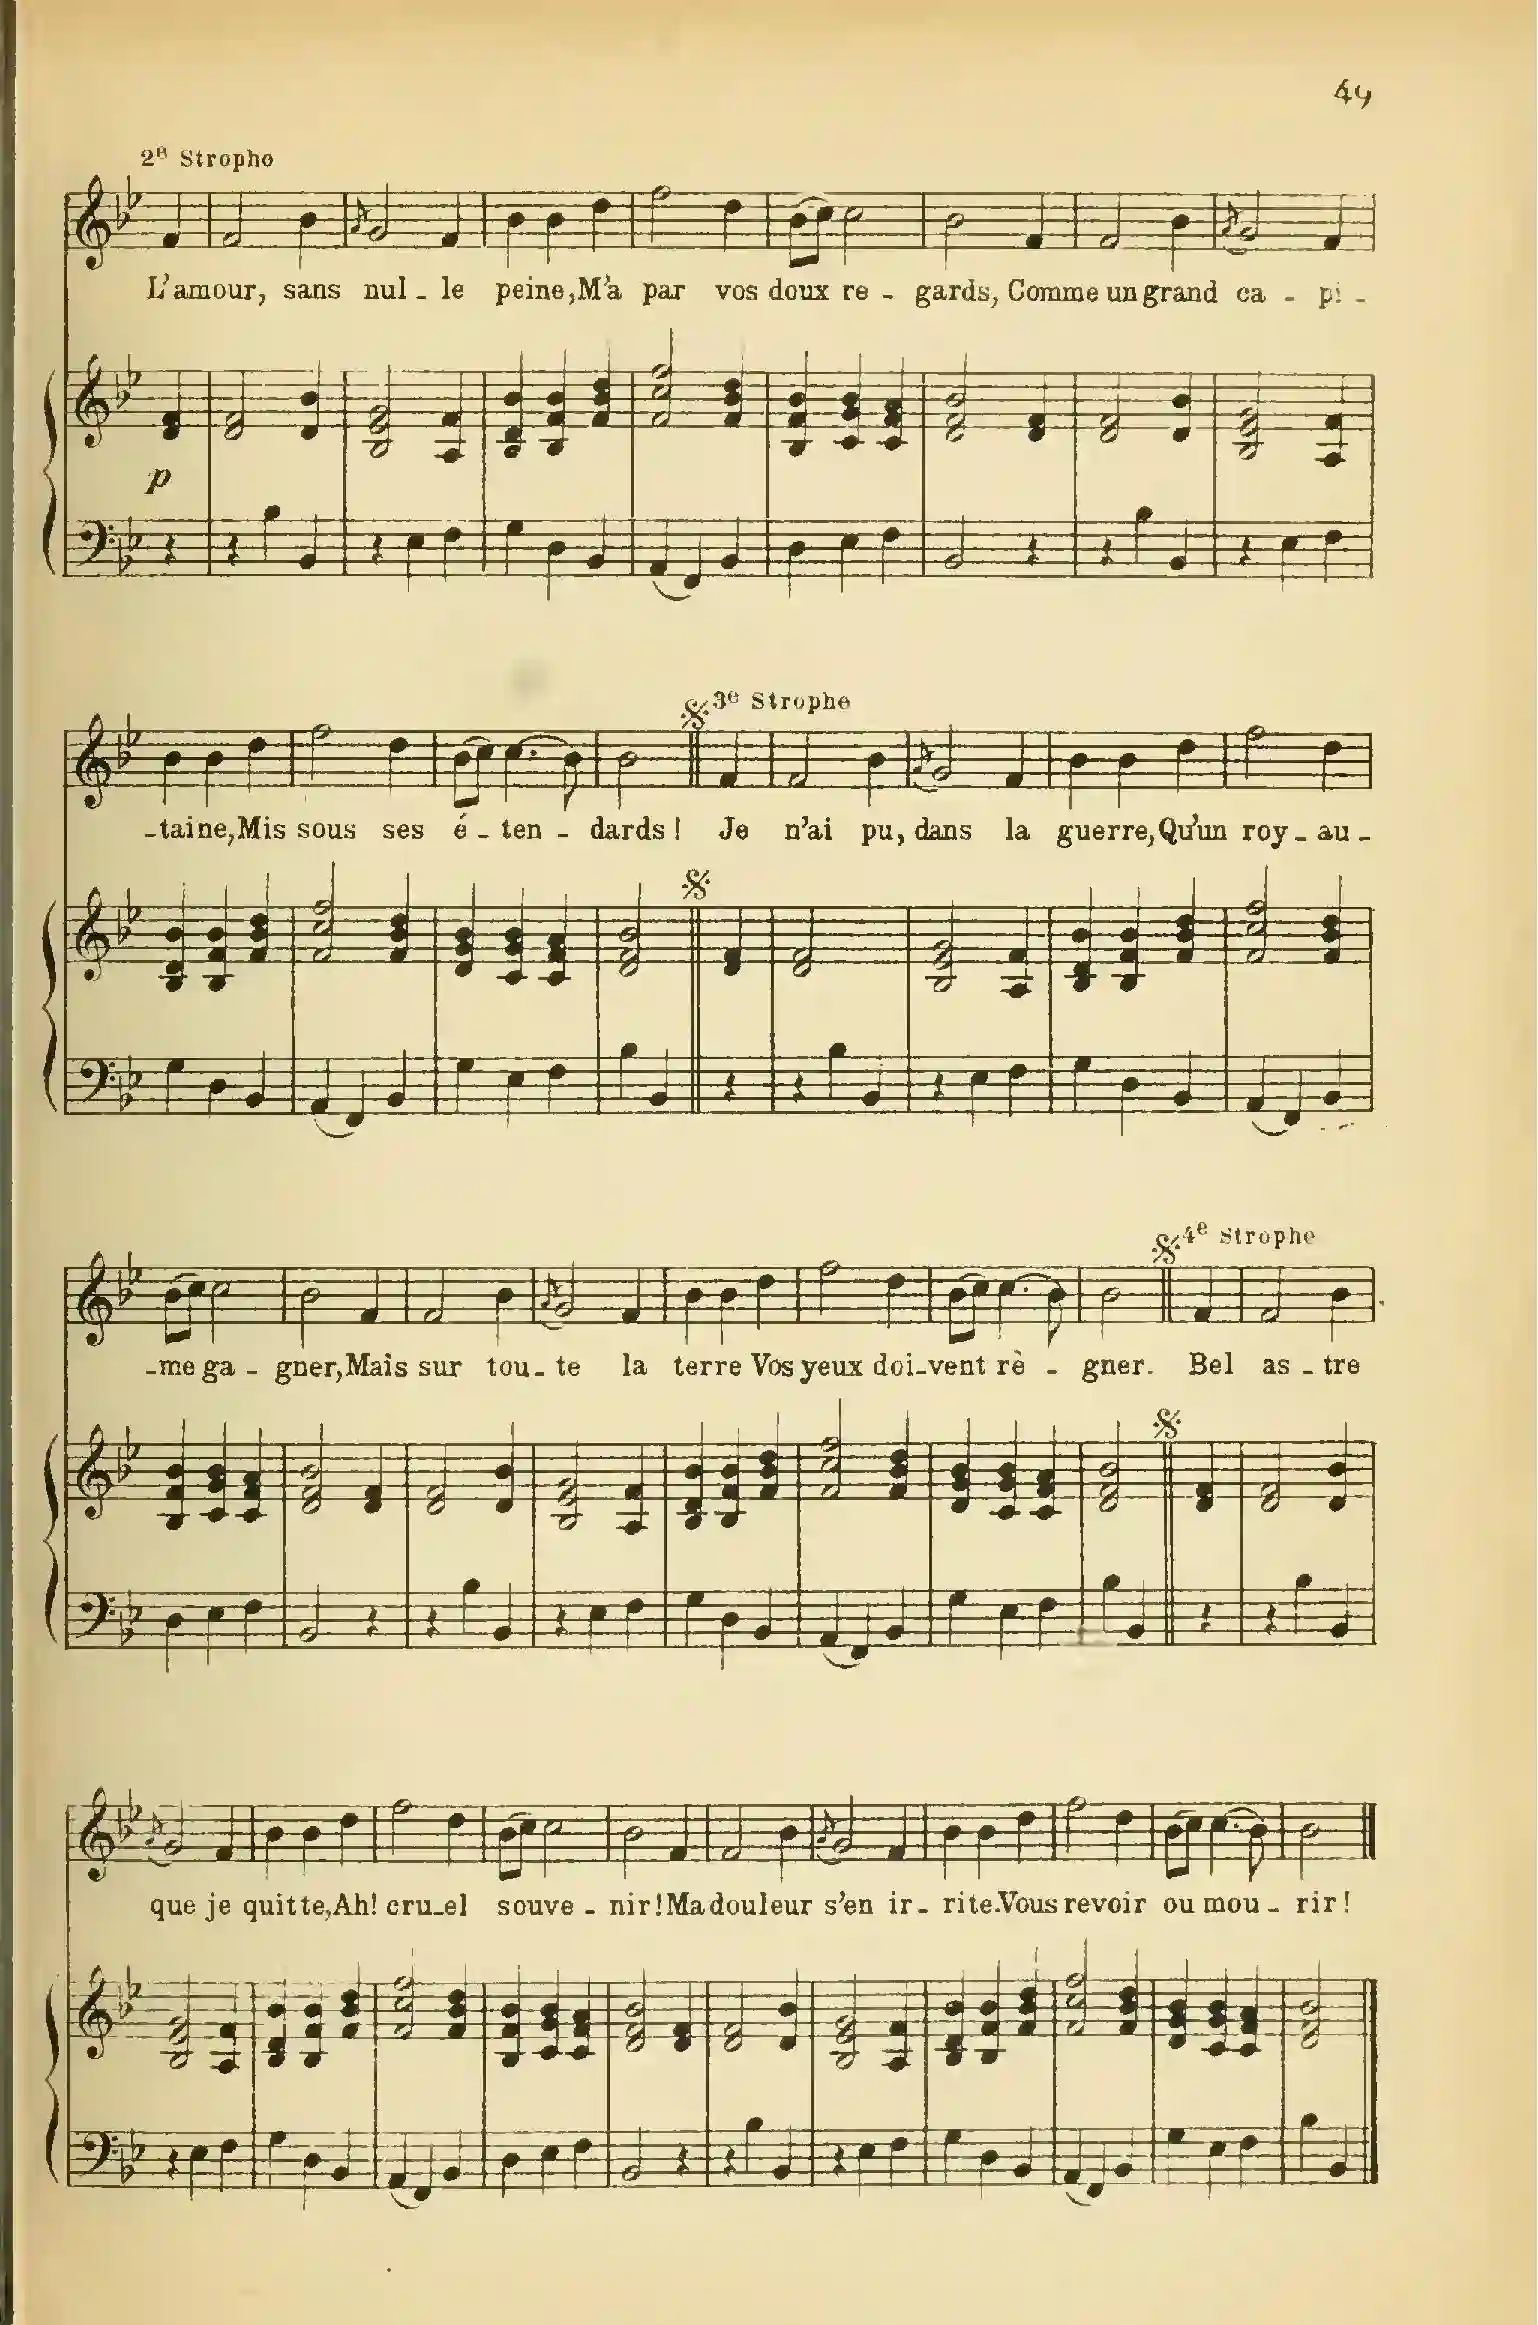 49
2e Strophe
L'amour, sans nul - le peine, M'a par vos doux re - gards, Comme un grand ca - pi -
p
-taine, Mis sous ses é - ten - dards ! Je n'ai pu, dans la guerre, Qu'un roy - au -
3e Strophe
-me ga - gner, Mais sur tou - te la terre Vos yeux doi-vent rè - gner. Bel as - tre
4e Strophe
que je quitte, Ah! cru-el souve - nir! Ma douleur s'en ir - rite. Vous revoir ou mou - rir !